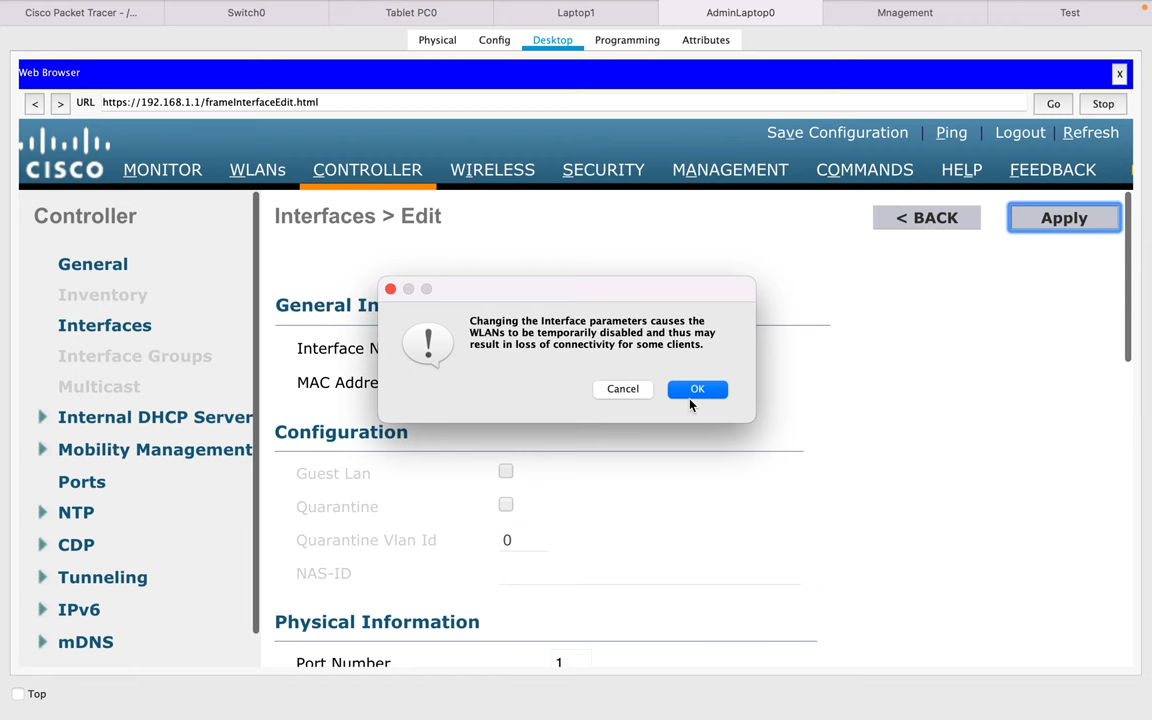 Cisco Packet Tracer - /...
Switch0
Tablet PC0
Laptop1
AdminLaptop0
Mnagement
Test
Physical
Config
Desktop
Programming
Attributes
Web Browser
X
<
>
URL
https://192.168.1.1/frameInterfaceEdit.html
Go
Stop
Save Configuration | Ping | Logout | Refresh
CISCO
MONITOR
WLANs
CONTROLLER
WIRELESS
SECURITY
MANAGEMENT
COMMANDS
HELP
FEEDBACK
Controller
General
Inventory
Interfaces
Interface Groups
Multicast
Internal DHCP Server
Mobility Management
Ports
NTP
CDP
Tunneling
IPv6
mDNS
Interfaces > Edit
< BACK
Apply
General In
Interface N
MAC Addre
Changing the Interface parameters causes the
WLANs to be temporarily disabled and thus may
result in loss of connectivity for some clients.
Cancel
OK
Configuration
Guest Lan
Quarantine
Quarantine Vlan Id
0
NAS-ID
Physical Information
Port Number
1
Top